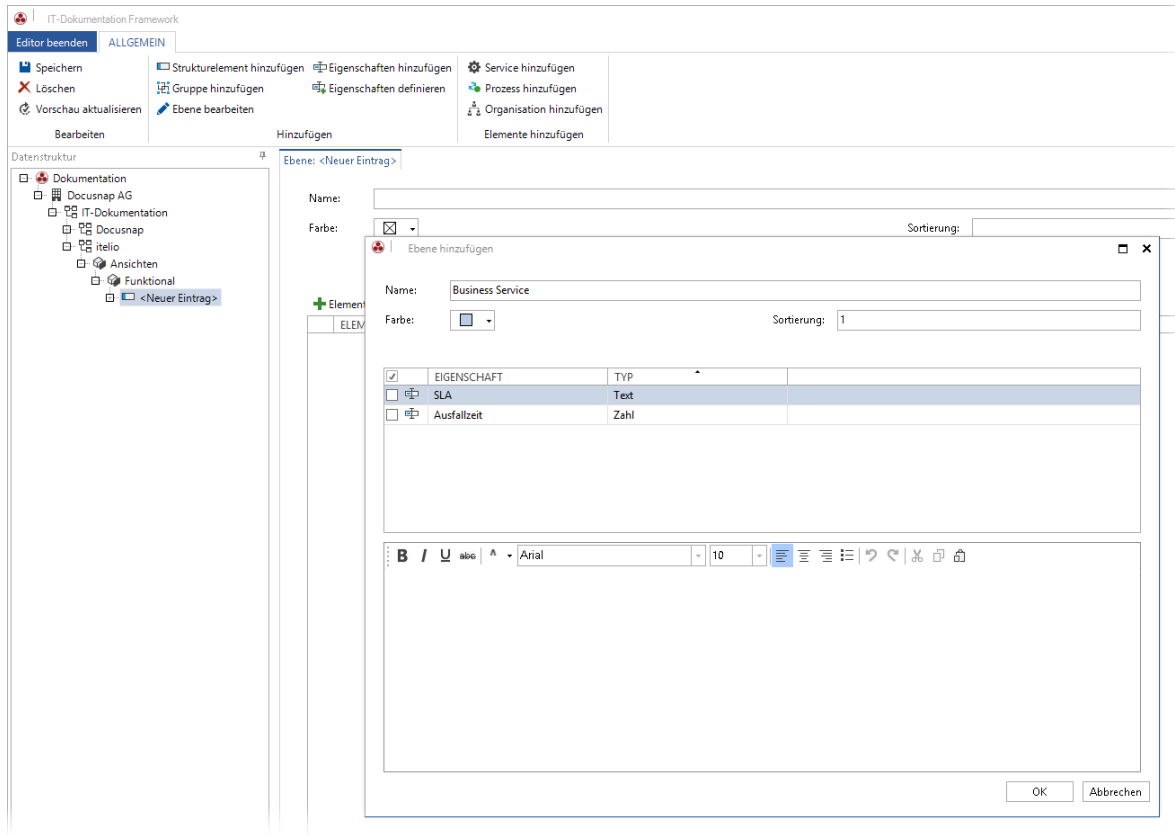 IT-Dokumentation Framework
Editor beenden ALLGEMEIN
Speichern Strukturelement hinzufügen Eigenschaften hinzufügen Service hinzufügen
Löschen Gruppe hinzufügen Eigenschaften definieren Prozess hinzufügen
Vorschau aktualisieren Ebene bearbeiten Organisation hinzufügen
Bearbeiten Hinzufügen Elemente hinzufügen
Datenstruktur
Dokumentation
Docusnap AG
IT-Dokumentation
Docusnap
itelio
Ansichten
Funktional
<Neuer Eintrag>
Ebene: <Neuer Eintrag>
Name:
Farbe: Sortierung:
Element
ELEM
Ebene hinzufügen
Name: Business Service
Farbe: Sortierung: 1
EIGENSCHAFT TYP
SLA Text
Ausfallzeit Zahl
B I U abc A Arial 10
OK Abbrechen